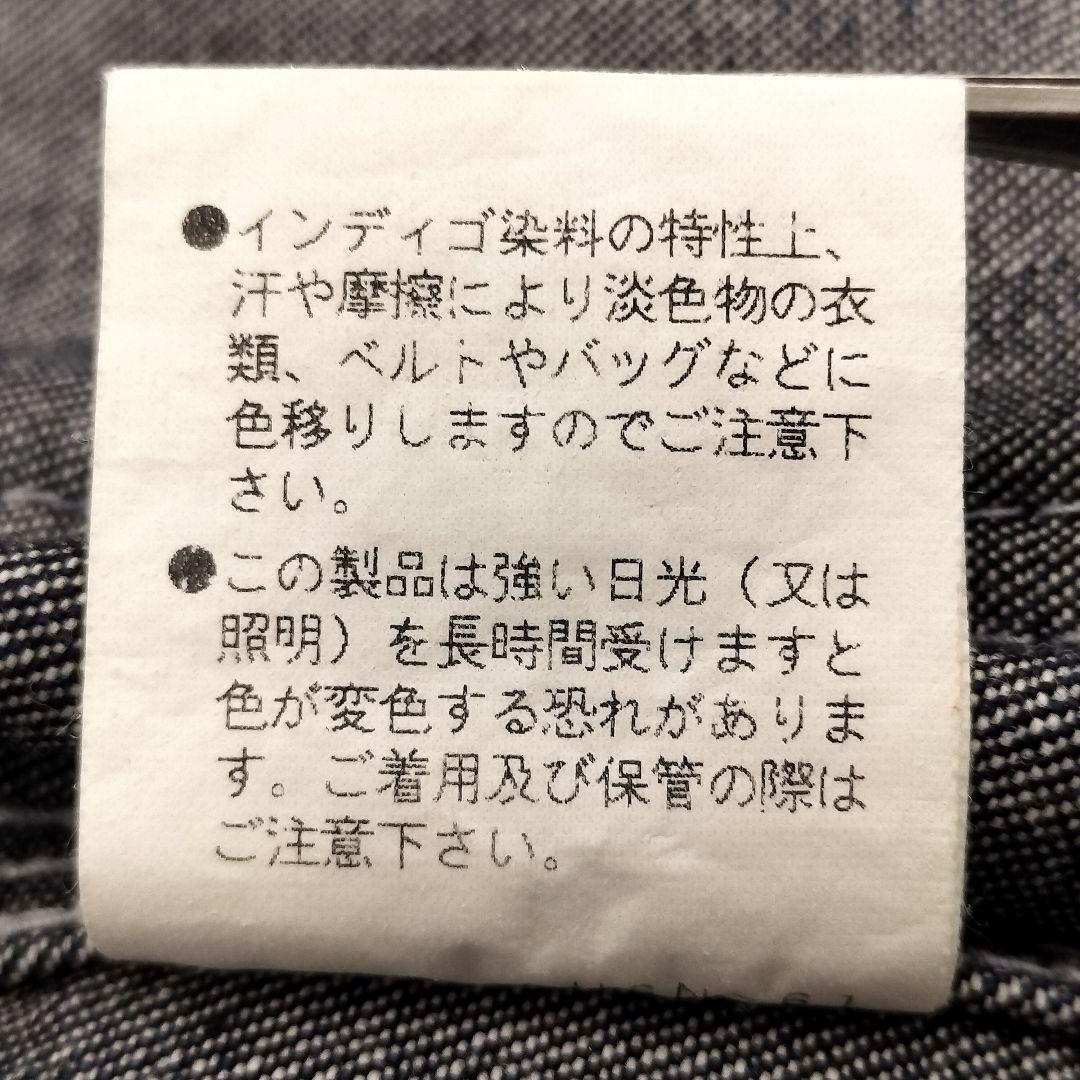 ●インディゴ染料の特性上、
汗や摩擦により淡色物の衣
類、ベルトやバッグなどに
色移りしますのでご注意下
さい。
●この製品は強い日光（又は
照明）を長時間受けますと
色が変色する恐れがありま
す。ご着用及び保管の際は
ご注意下さい。